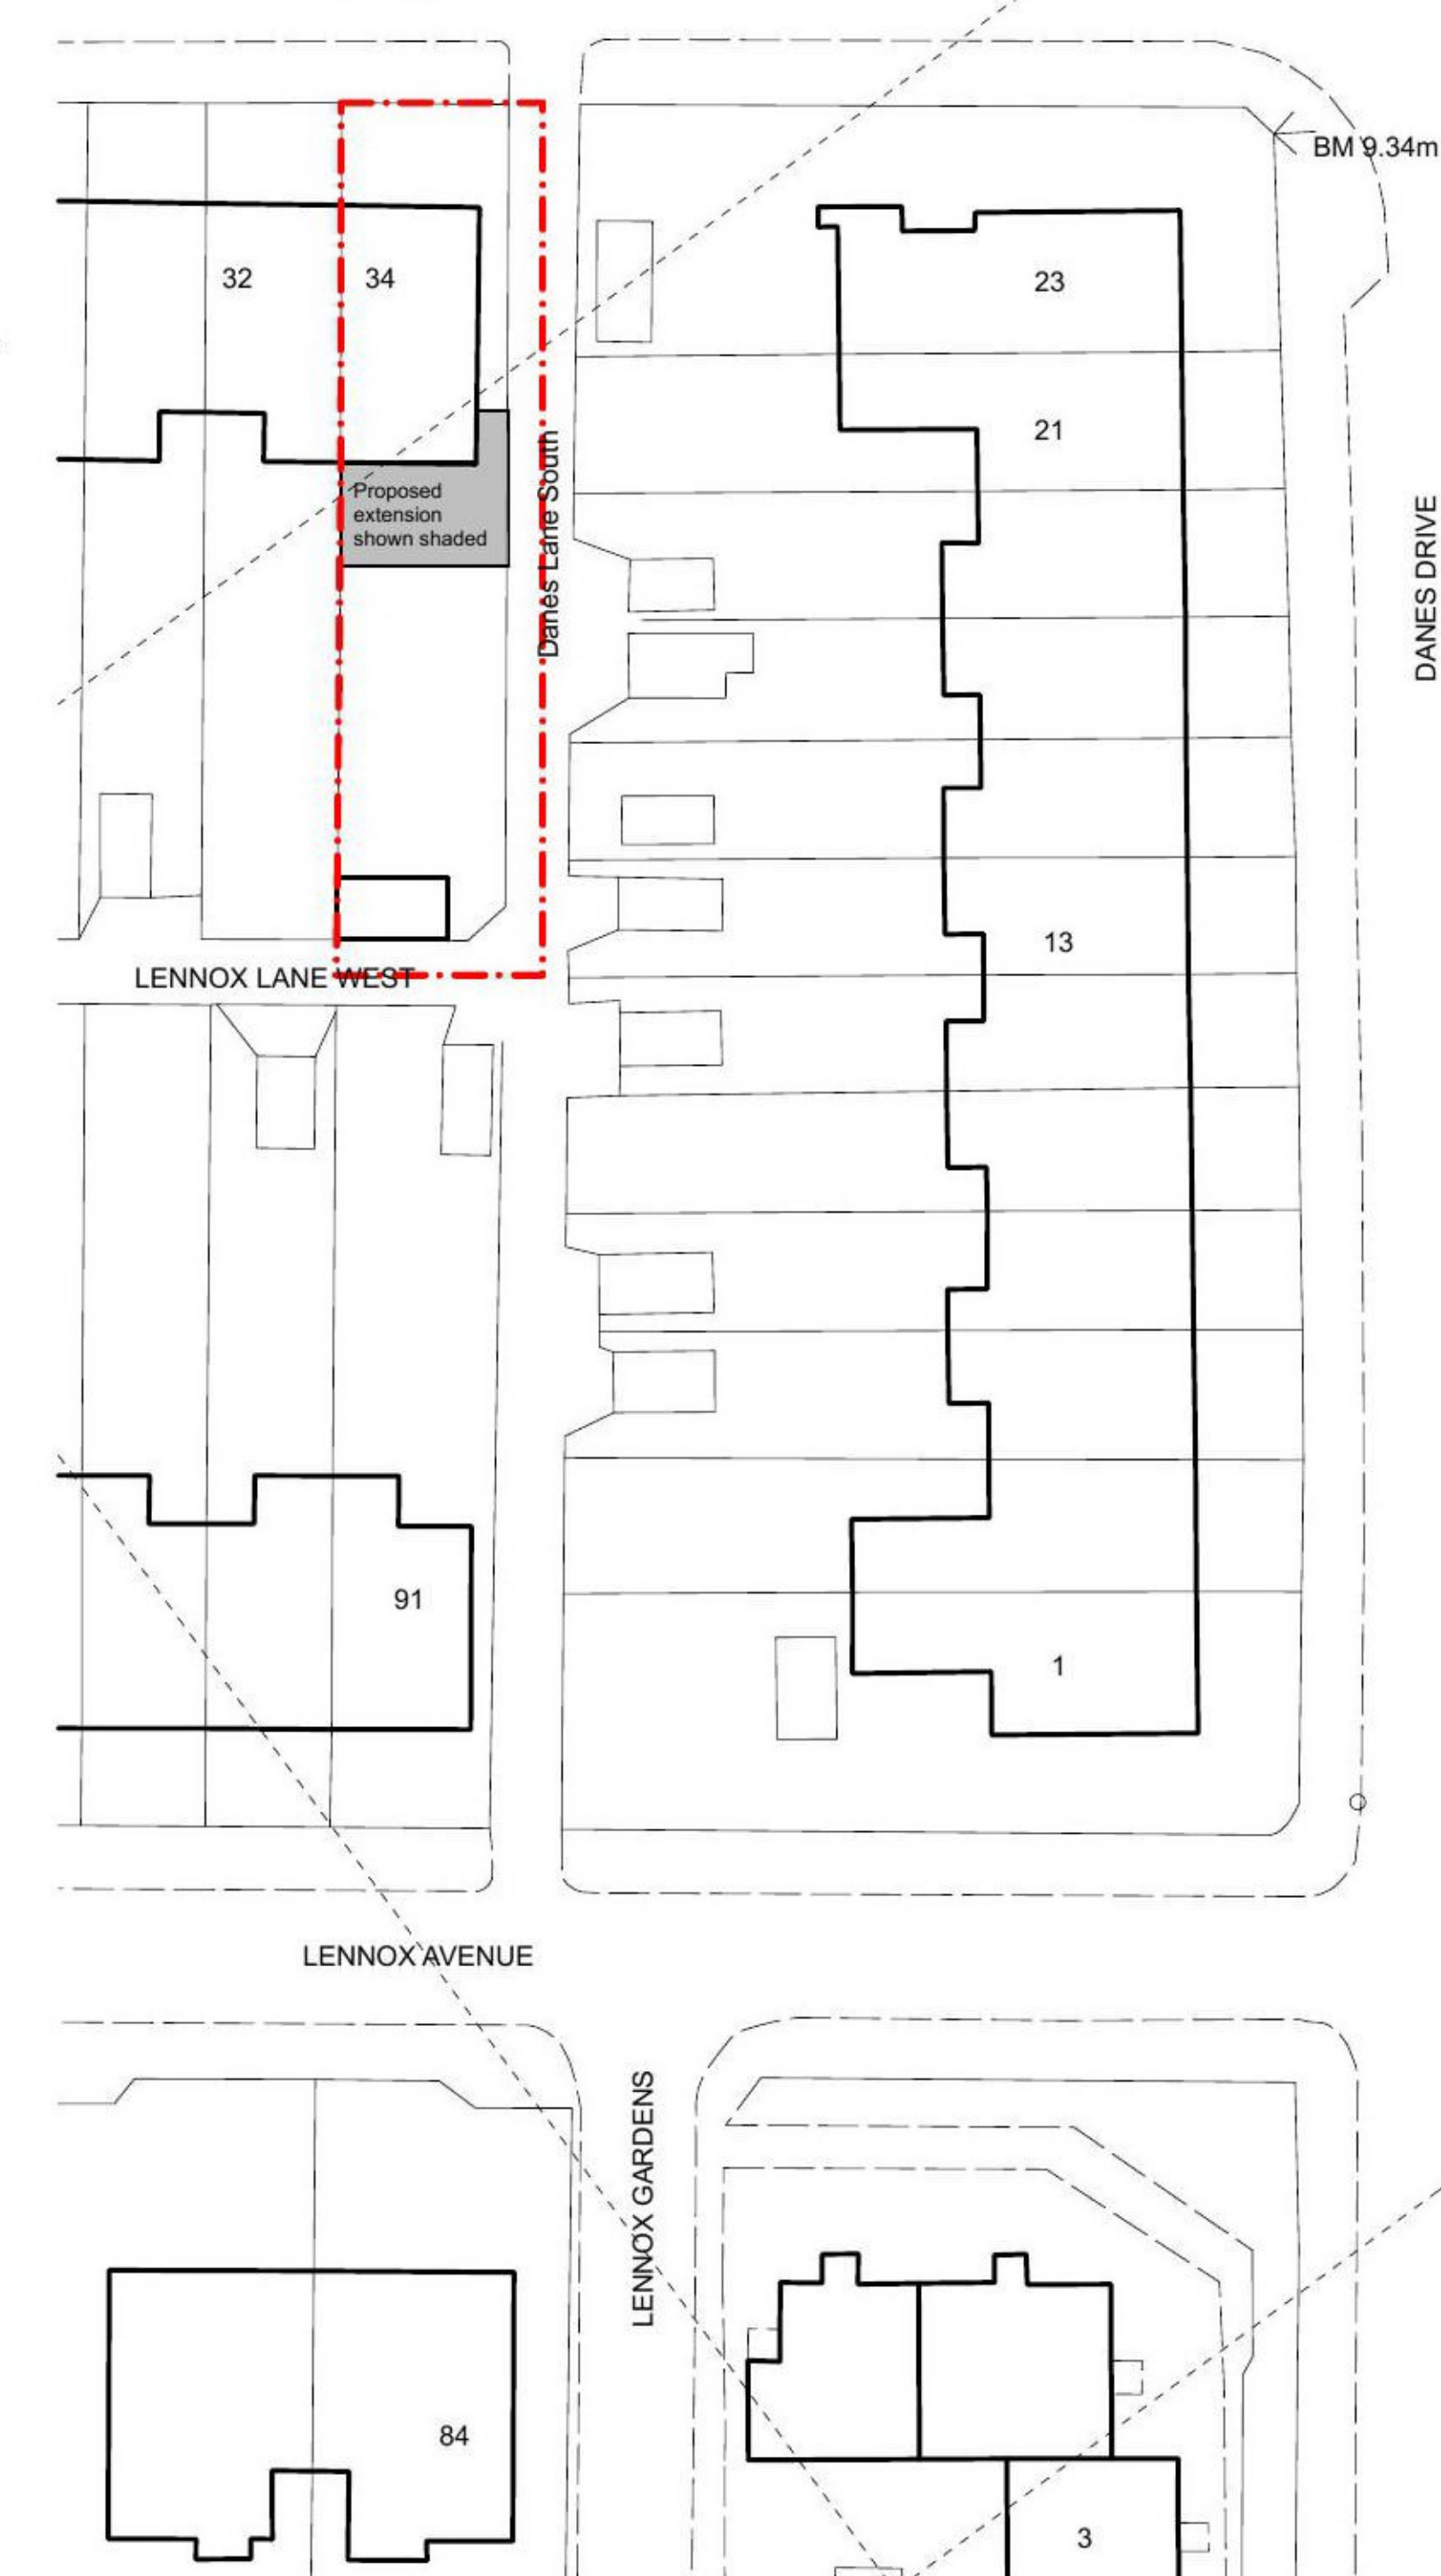 BM 9.34m
32
34
23
21
Proposed
extension
shown shaded
Danes Lane South
DANES DRIVE
13
LENNOX LANE WEST
91
1
LENNOX AVENUE
LENNOX GARDENS
84
3